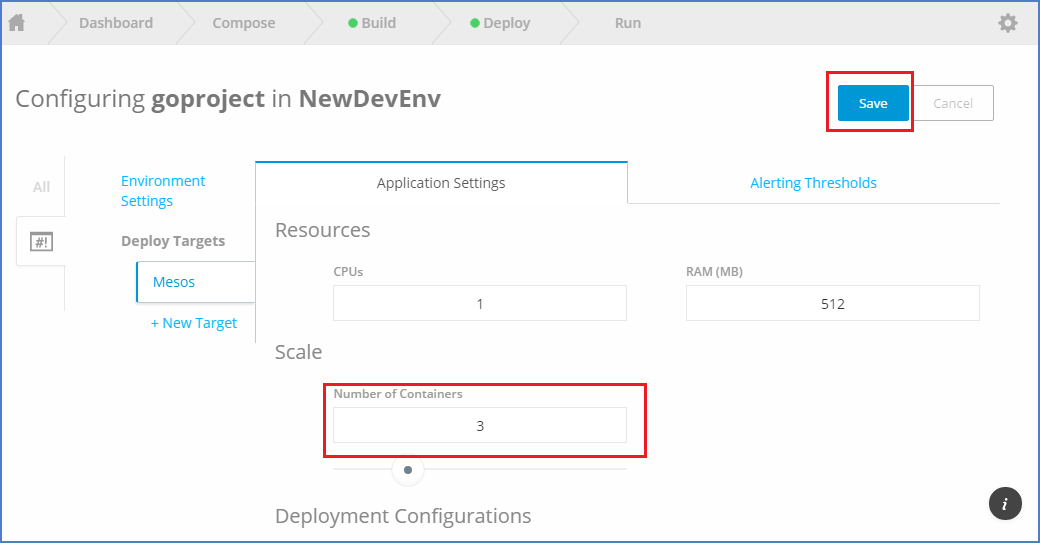 Dashboard
Compose
Build
Deploy
Run
Configuring goproject in NewDevEnv
Save
Cancel
All
#!
Environment
Settings
Deploy Targets
Mesos
+ New Target
Application Settings
Alerting Thresholds
Resources
CPUs
RAM (MB)
1
512
Scale
Number of Containers
3
Deployment Configurations
i